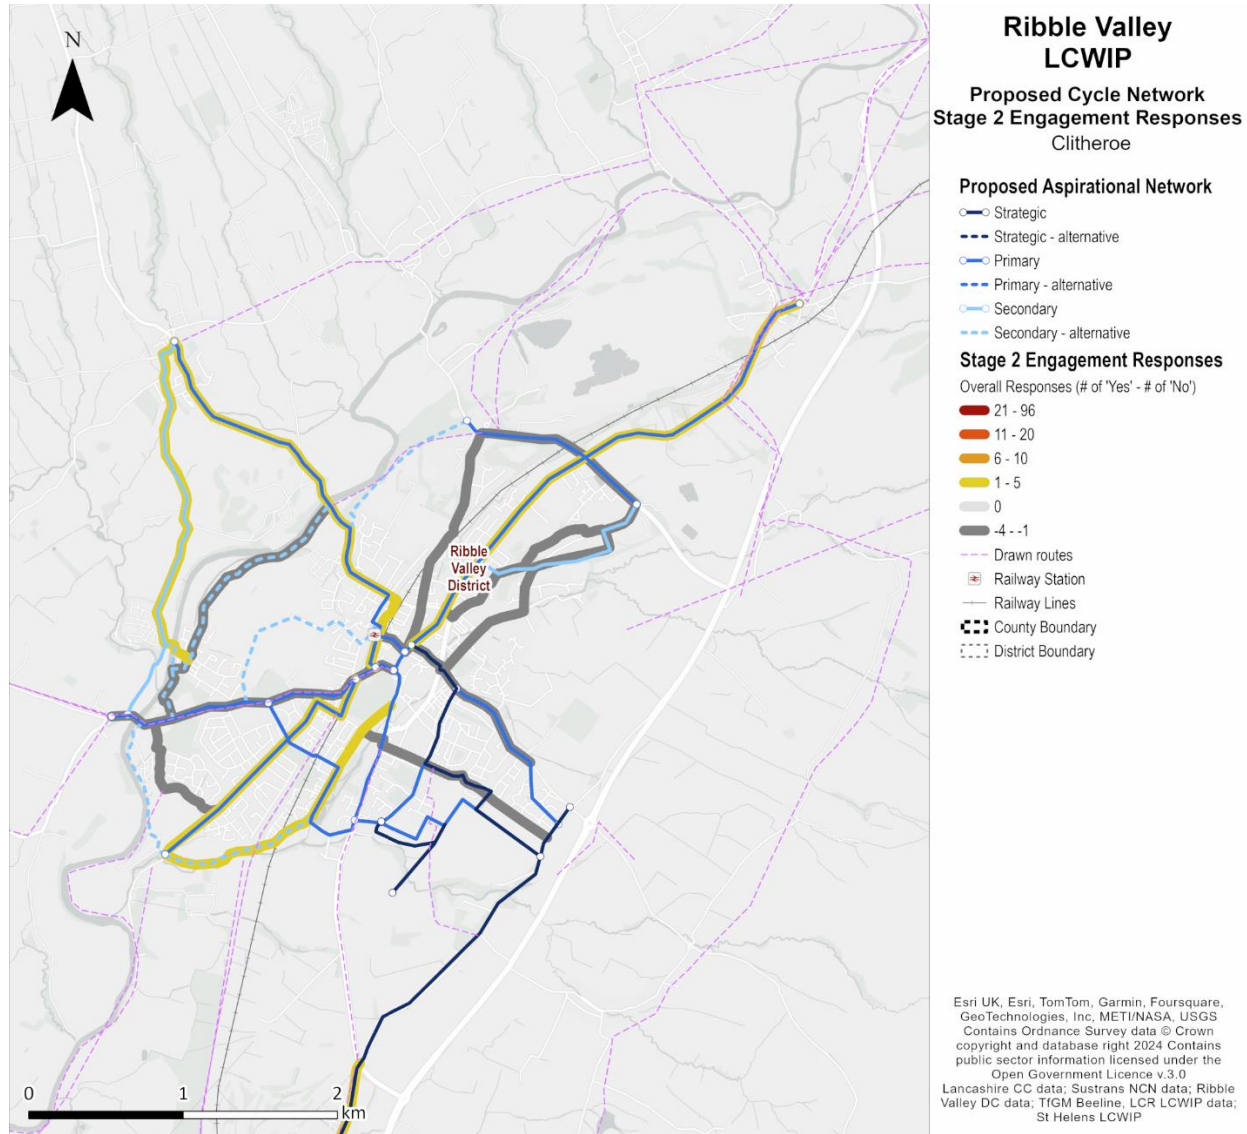 N
Ribble
Valley
District
0
1
2
km
Ribble Valley
LCWIP
Proposed Cycle Network
Stage 2 Engagement Responses
Clitheroe
Proposed Aspirational Network
Strategic
Strategic - alternative
Primary
Primary - alternative
Secondary
Secondary - alternative
Stage 2 Engagement Responses
Overall Responses (# of 'Yes' - # of 'No')
21 - 96
11 - 20
6 - 10
1 - 5
0
-4 - -1
Drawn routes
Railway Station
Railway Lines
County Boundary
District Boundary
Esri UK, Esri, TomTom, Garmin, Foursquare,
GeoTechnologies, Inc, METI/NASA, USGS
Contains Ordnance Survey data © Crown
copyright and database right 2024 Contains
public sector information licensed under the
Open Government Licence v.3.0
Lancashire CC data; Sustrans NCN data; Ribble
Valley DC data; TfGM Beeline, LCR LCWIP data;
St Helens LCWIP